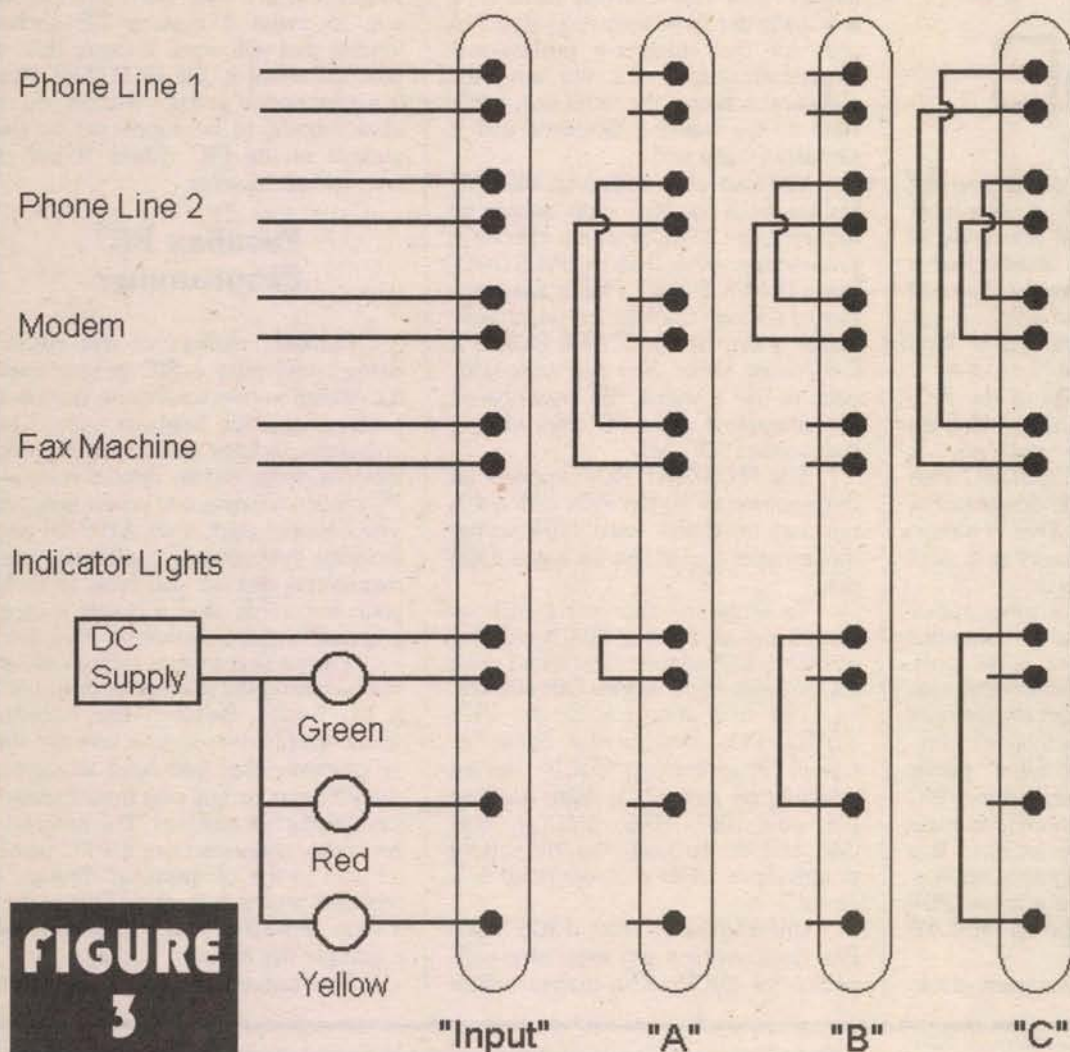 Phone Line 1
Phone Line 2
Modem
Fax Machine
Indicator Lights
DC
Supply
Green
Red
Yellow
FIGURE
3
"Input"
"A"
"B"
"C"